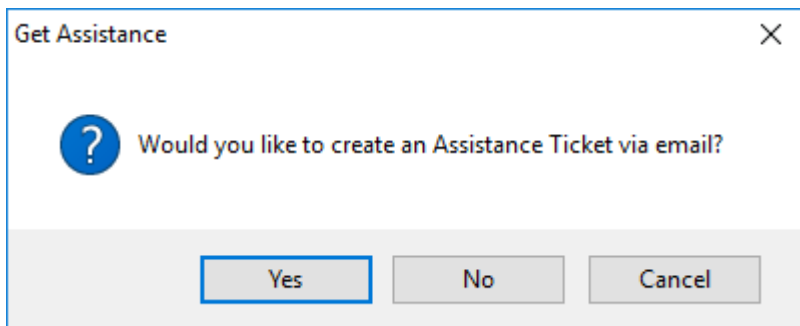 Get Assistance
?
Would you like to create an Assistance Ticket via email?
Yes
No
Cancel